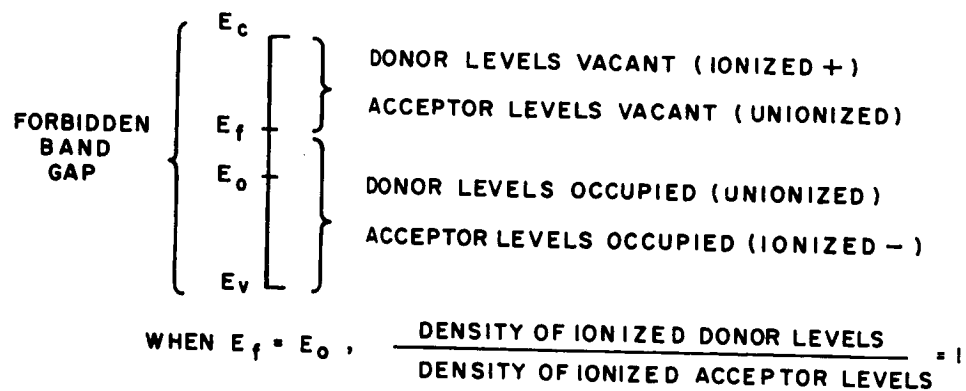 E_c
DONOR LEVELS VACANT (IONIZED +)
ACCEPTOR LEVELS VACANT (UNIONIZED)
FORBIDDEN
BAND
GAP
E_f
E_o
DONOR LEVELS OCCUPIED (UNIONIZED)
ACCEPTOR LEVELS OCCUPIED (IONIZED -)
E_v
WHEN E_f = E_o , DENSITY OF IONIZED DONOR LEVELS / DENSITY OF IONIZED ACCEPTOR LEVELS = 1